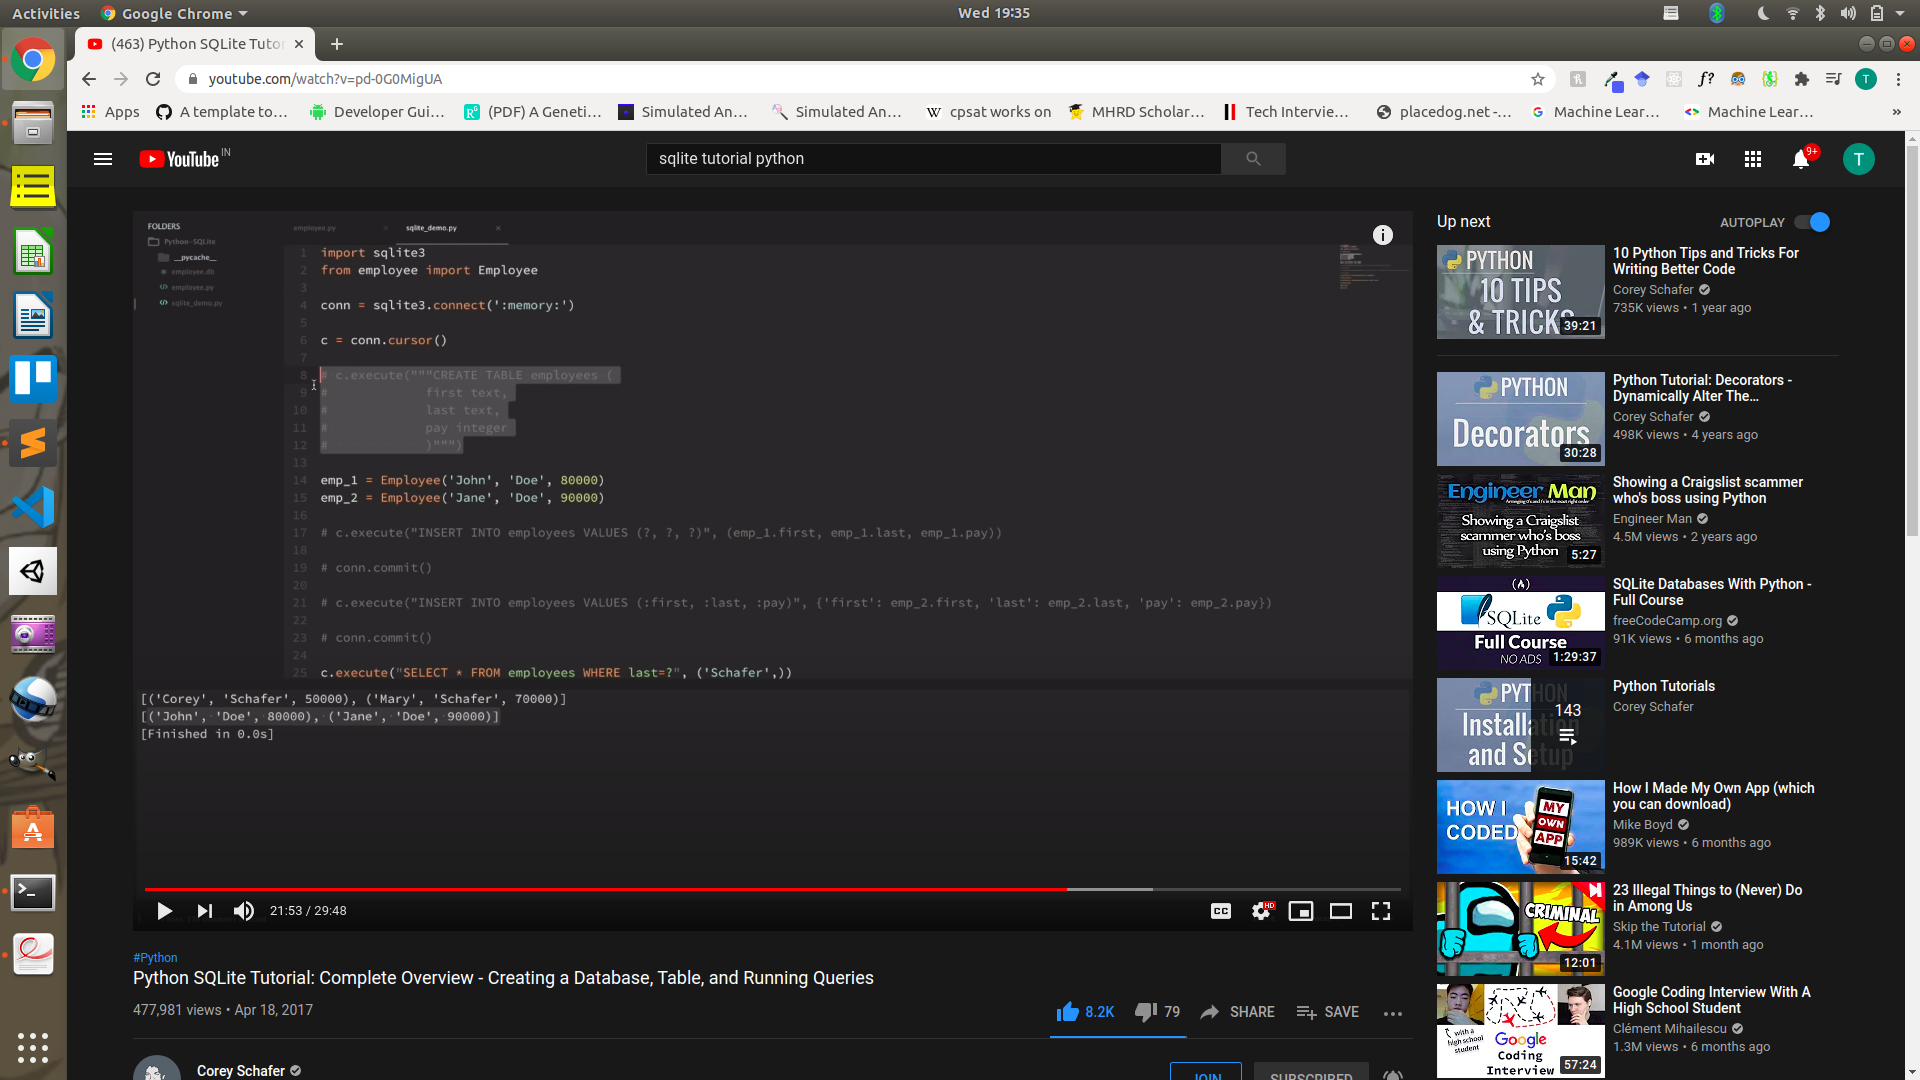 Activities
Google Chrome
Wed 19:35
(463) Python SQLite Tutor
youtube.com/watch?v=pd-0G0MigUA
f?
T
Apps
A template to...
Developer Gui...
(PDF) A Geneti...
Simulated An...
Simulated An...
W cpsat works on
MHRD Scholar...
Tech Intervie...
placedog.net -...
G Machine Lear...
Machine Lear...
»
YouTube IN
sqlite tutorial python
9+
T
FOLDERS
Python-SQLite
__pycache__
employee.db
employee.py
sqlite_demo.py
employee.py
sqlite_demo.py
1 import sqlite3
2 from employee import Employee
3
4 conn = sqlite3.connect(':memory:')
5
6 c = conn.cursor()
7
8 # c.execute("""CREATE TABLE employees (
9 # first text,
10 # last text,
11 # pay integer
12 # )""")
13
14 emp_1 = Employee('John', 'Doe', 80000)
15 emp_2 = Employee('Jane', 'Doe', 90000)
16
17 # c.execute("INSERT INTO employees VALUES (?, ?, ?)", (emp_1.first, emp_1.last, emp_1.pay))
18
19 # conn.commit()
20
21 # c.execute("INSERT INTO employees VALUES (:first, :last, :pay)", {'first': emp_2.first, 'last': emp_2.last, 'pay': emp_2.pay})
22
23 # conn.commit()
24
25 c.execute("SELECT * FROM employees WHERE last=?", ('Schafer',))
[('Corey', 'Schafer', 50000), ('Mary', 'Schafer', 70000)]
[('John', 'Doe', 80000), ('Jane', 'Doe', 90000)]
[Finished in 0.0s]
21:53 / 29:48
CC
HD
#Python
Python SQLite Tutorial: Complete Overview - Creating a Database, Table, and Running Queries
477,981 views • Apr 18, 2017
8.2K
79
SHARE
SAVE
Corey Schafer
JOIN
SUBSCRIBED
Up next
AUTOPLAY
PYTHON
10 TIPS
& TRICKS
39:21
10 Python Tips and Tricks For
Writing Better Code
Corey Schafer
735K views • 1 year ago
PYTHON
Decorators
30:28
Python Tutorial: Decorators -
Dynamically Alter The...
Corey Schafer
498K views • 4 years ago
Engineer Man
Showing a Craigslist
scammer who's boss
using Python
5:27
Showing a Craigslist scammer
who's boss using Python
Engineer Man
4.5M views • 2 years ago
SQLite
Full Course
NO ADS
1:29:37
SQLite Databases With Python -
Full Course
freeCodeCamp.org
91K views • 6 months ago
PYTHON
Installation
and Setup
143
Python Tutorials
Corey Schafer
HOW I
CODED
MY
OWN
APP
15:42
How I Made My Own App (which
you can download)
Mike Boyd
989K views • 6 months ago
CRIMINAL
12:01
23 Illegal Things to (Never) Do
in Among Us
Skip the Tutorial
4.1M views • 1 month ago
with a
high school
student
Google
Coding
Interview
57:24
Google Coding Interview With A
High School Student
Clément Mihailescu
1.3M views • 6 months ago